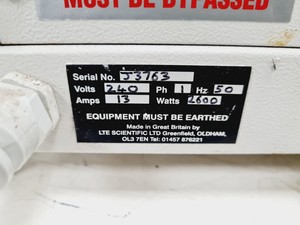 MUST BE BYPASSED
Serial No. J3763
Volts 240 Ph 1 Hz 50
Amps 13 Watts 2600
EQUIPMENT MUST BE EARTHED
Made in Great Britain by
LTE SCIENTIFIC LTD Greenfield, OLDHAM,
OL3 7EN Tel: 01457 876221